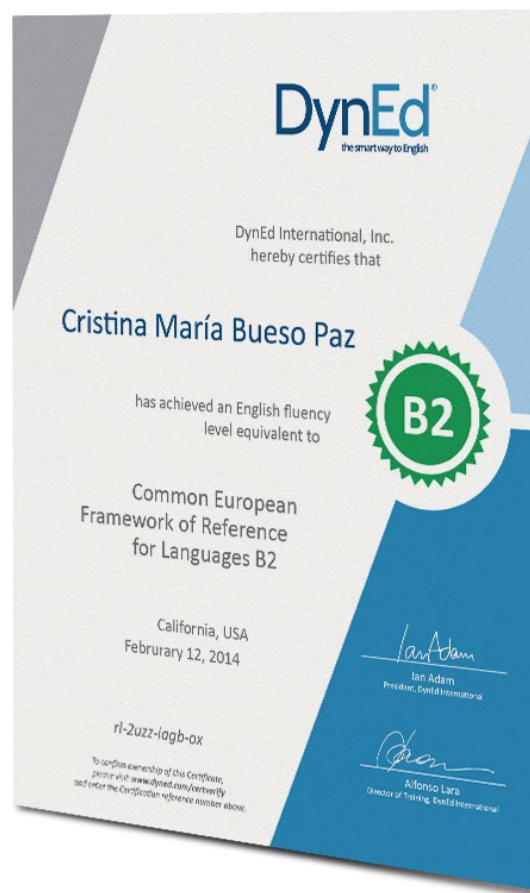 DynEd®
the smart way to English
DynEd International, Inc.
hereby certifies that
Cristina María Bueso Paz
has achieved an English fluency
level equivalent to
B2
Common European
Framework of Reference
for Languages B2
California, USA
Februrary 12, 2014
Ian Adam
Ian Adam
President, DynEd International
rl-2uzz-iagb-ox
To confirm ownership of this Certificate,
please visit www.dyned.com/certverify
and enter the Certification reference number above.
Alfonso Lara
Director of Training, DynEd International